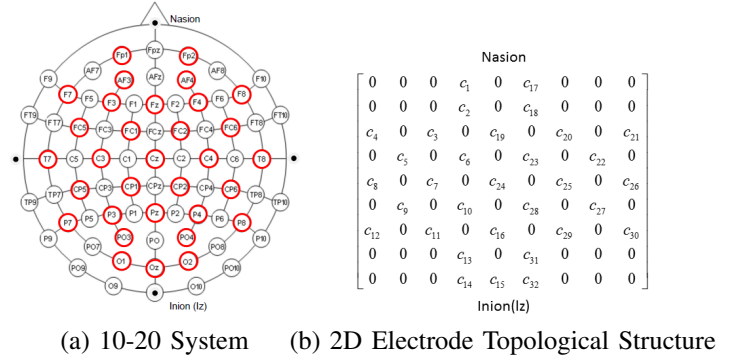 Nasion
Fp1 Fpz Fp2
AF7 AF3 AFz AF4 AF8
F9 F7 F5 F3 F1 Fz F2 F4 F6 F8 F10
FT9 FT7 FC5 FC3 FC1 FCz FC2 FC4 FC6 FT8 FT10
T7 C5 C3 C1 Cz C2 C4 C6 T8
TP9 TP7 CP5 CP3 CP1 CPz CP2 CP4 CP6 TP8 TP10
P9 P7 P5 P3 P1 Pz P2 P4 P6 P8 P10
PO9 PO7 PO3 PO PO4 PO8 PO10
O1 Oz O2
O9 O10
Inion (Iz)
(a) 10-20 System
Nasion
0 0 0 c1 0 c17 0 0 0
0 0 0 c2 0 c18 0 0 0
c4 0 c3 0 c19 0 c20 0 c21
0 c5 0 c6 0 c23 0 c22 0
c8 0 c7 0 c24 0 c25 0 c26
0 c9 0 c10 0 c28 0 c27 0
c12 0 c11 0 c16 0 c29 0 c30
0 0 0 c13 0 c31 0 0 0
0 0 0 c14 c15 c32 0 0 0
Inion(Iz)
(b) 2D Electrode Topological Structure